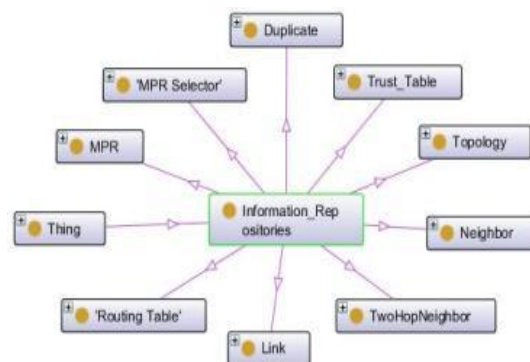 Duplicate
'MPR Selector'
Trust_Table
MPR
Topology
Information_Rep
ositories
Thing
Neighbor
'Routing Table'
TwoHopNeighbor
Link